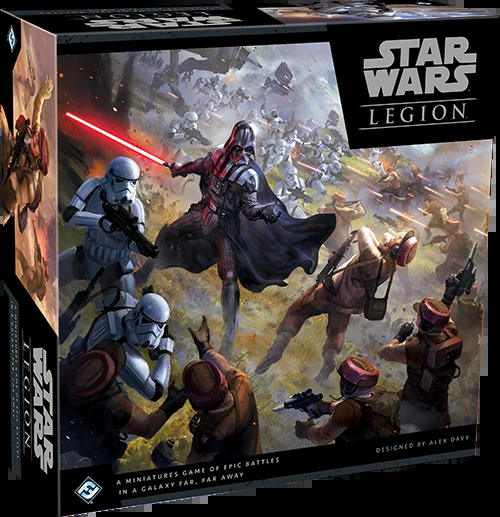 STAR
WARS
LEGION
STAR
WARS
LEGION
A MINIATURES GAME OF EPIC BATTLES
IN A GALAXY FAR, FAR AWAY
DESIGNED BY ALEX DAVY